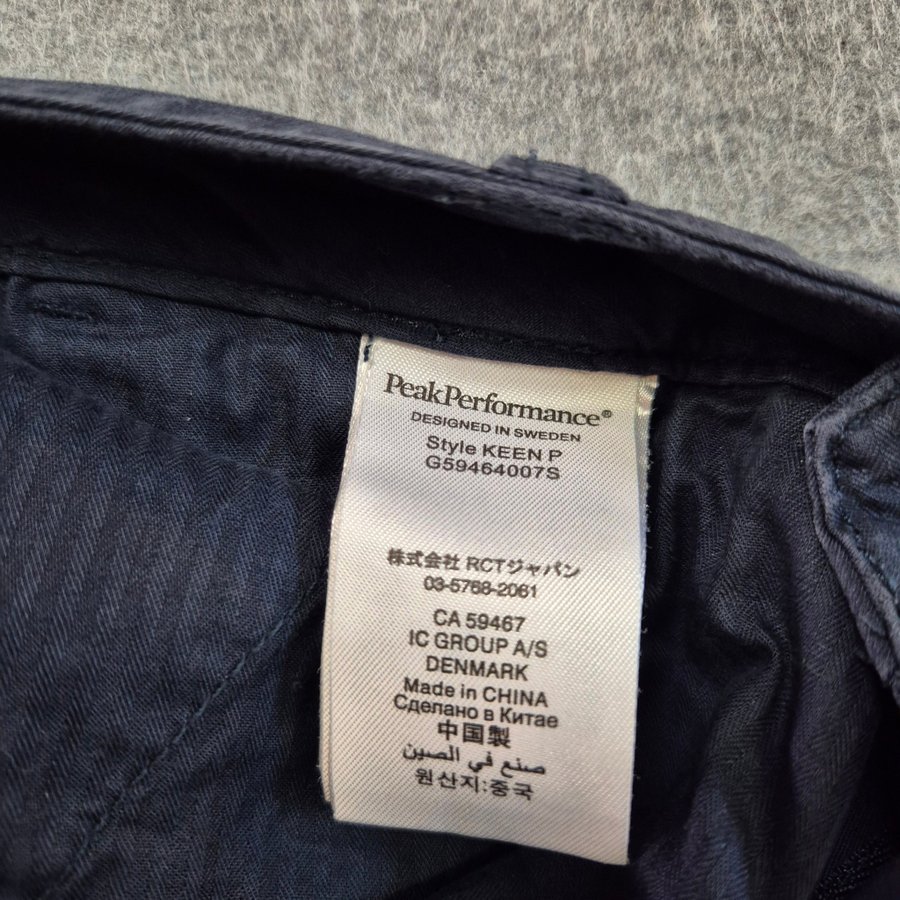 PeakPerformance®
DESIGNED IN SWEDEN
Style KEEN P
G59464007S
株式会社 RCTジャパン
03-5768-2061
CA 59467
IC GROUP A/S
DENMARK
Made in CHINA
Сделано в Китае
中国製
صنع في الصين
원산지:중국